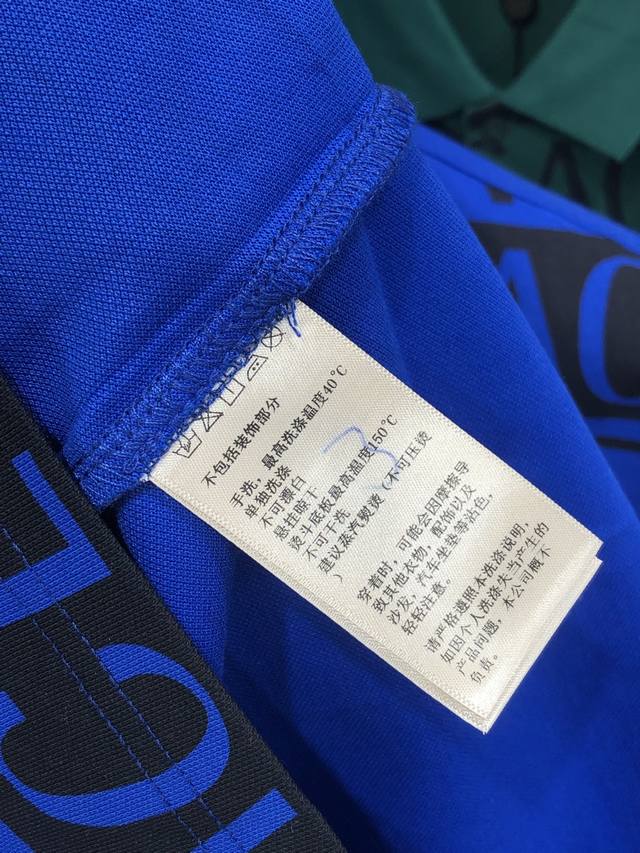 不包括装饰部分
手洗，最高洗涤温度40℃
单独洗涤
不可漂白
悬挂晾干
熨斗底板最高温度150℃
不可干洗
建议蒸汽熨烫（不可压烫
）
穿着时，可能会因摩擦导
致其他衣物，配饰以及
沙发，汽车坐垫等沾色，
轻轻注意。
请严格遵照本洗涤说明，
如因个人洗涤失当产生的
产品问题，本公司概不
负责。
3
AC